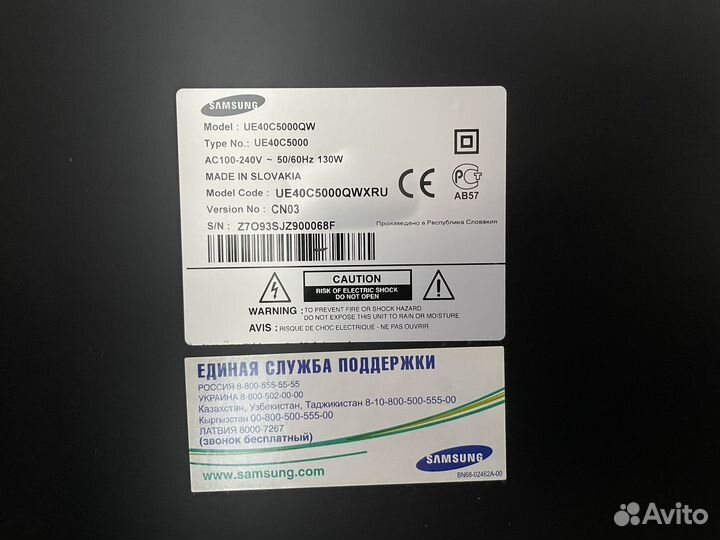 SAMSUNG
Model : UE40C5000QW
Type No.: UE40C5000
AC100-240V ~ 50/60Hz 130W
MADE IN SLOVAKIA
Model Code : UE40C5000QWXRU
Version No : CN03
S/N : Z7O93SJZ900068F
CE
РСТ
АВ57
Произведено в Республика Словакия
CAUTION
RISK OF ELECTRIC SHOCK
DO NOT OPEN
WARNING : TO PREVENT FIRE OR SHOCK HAZARD
DO NOT EXPOSE THIS UNIT TO RAIN OR MOISTURE
AVIS : RISQUE DE CHOC ELECTRIQUE - NE PAS OUVRIR
ЕДИНАЯ СЛУЖБА ПОДДЕРЖКИ
РОССИЯ 8-800-555-55-55
УКРАИНА 8-800-502-00-00
Казахстан, Узбекистан, Таджикистан 8-10-800-500-55-00
Кыргызстан 00-800-500-555-00
ЛАТВИЯ 8000-7267
(звонок бесплатный)
www.samsung.com
SAMSUNG
BN68-02462A-00
Avito